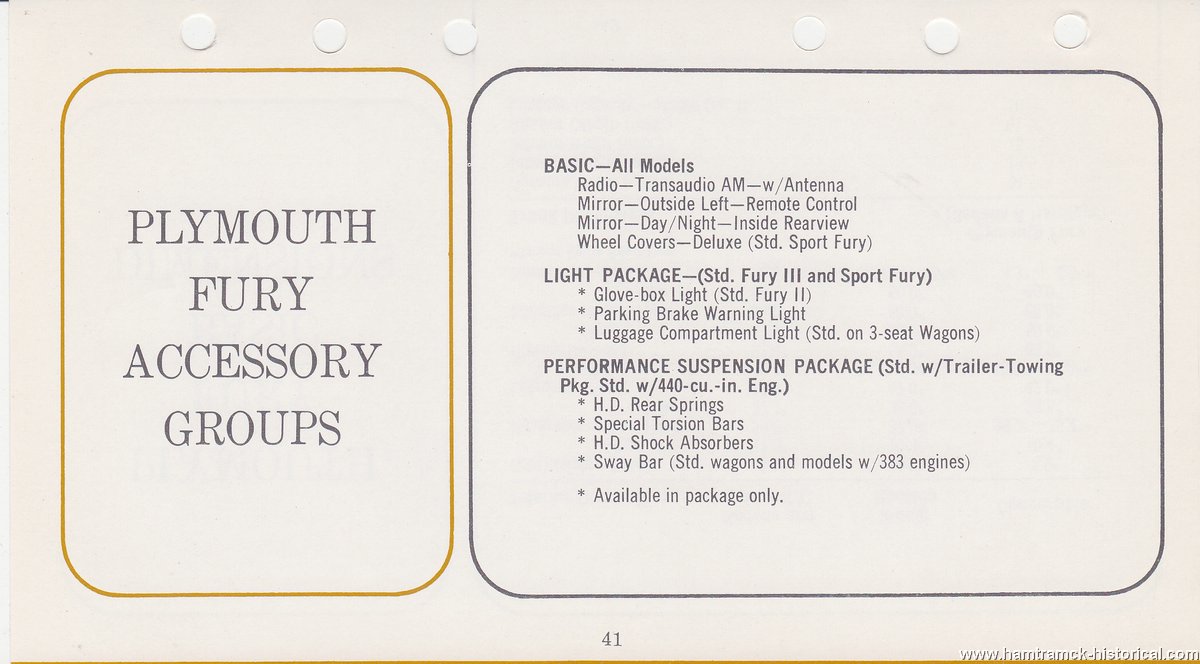 PLYMOUTH
FURY
ACCESSORY
GROUPS
BASIC—All Models
Radio—Transaudio AM—w/Antenna
Mirror—Outside Left—Remote Control
Mirror—Day/Night—Inside Rearview
Wheel Covers—Deluxe (Std. Sport Fury)
LIGHT PACKAGE—(Std. Fury III and Sport Fury)
* Glove-box Light (Std. Fury II)
* Parking Brake Warning Light
* Luggage Compartment Light (Std. on 3-seat Wagons)
PERFORMANCE SUSPENSION PACKAGE (Std. w/Trailer-Towing
Pkg. Std. w/440-cu.-in. Eng.)
* H.D. Rear Springs
* Special Torsion Bars
* H.D. Shock Absorbers
* Sway Bar (Std. wagons and models w/383 engines)
* Available in package only.
41
www.hamtramck-historical.com